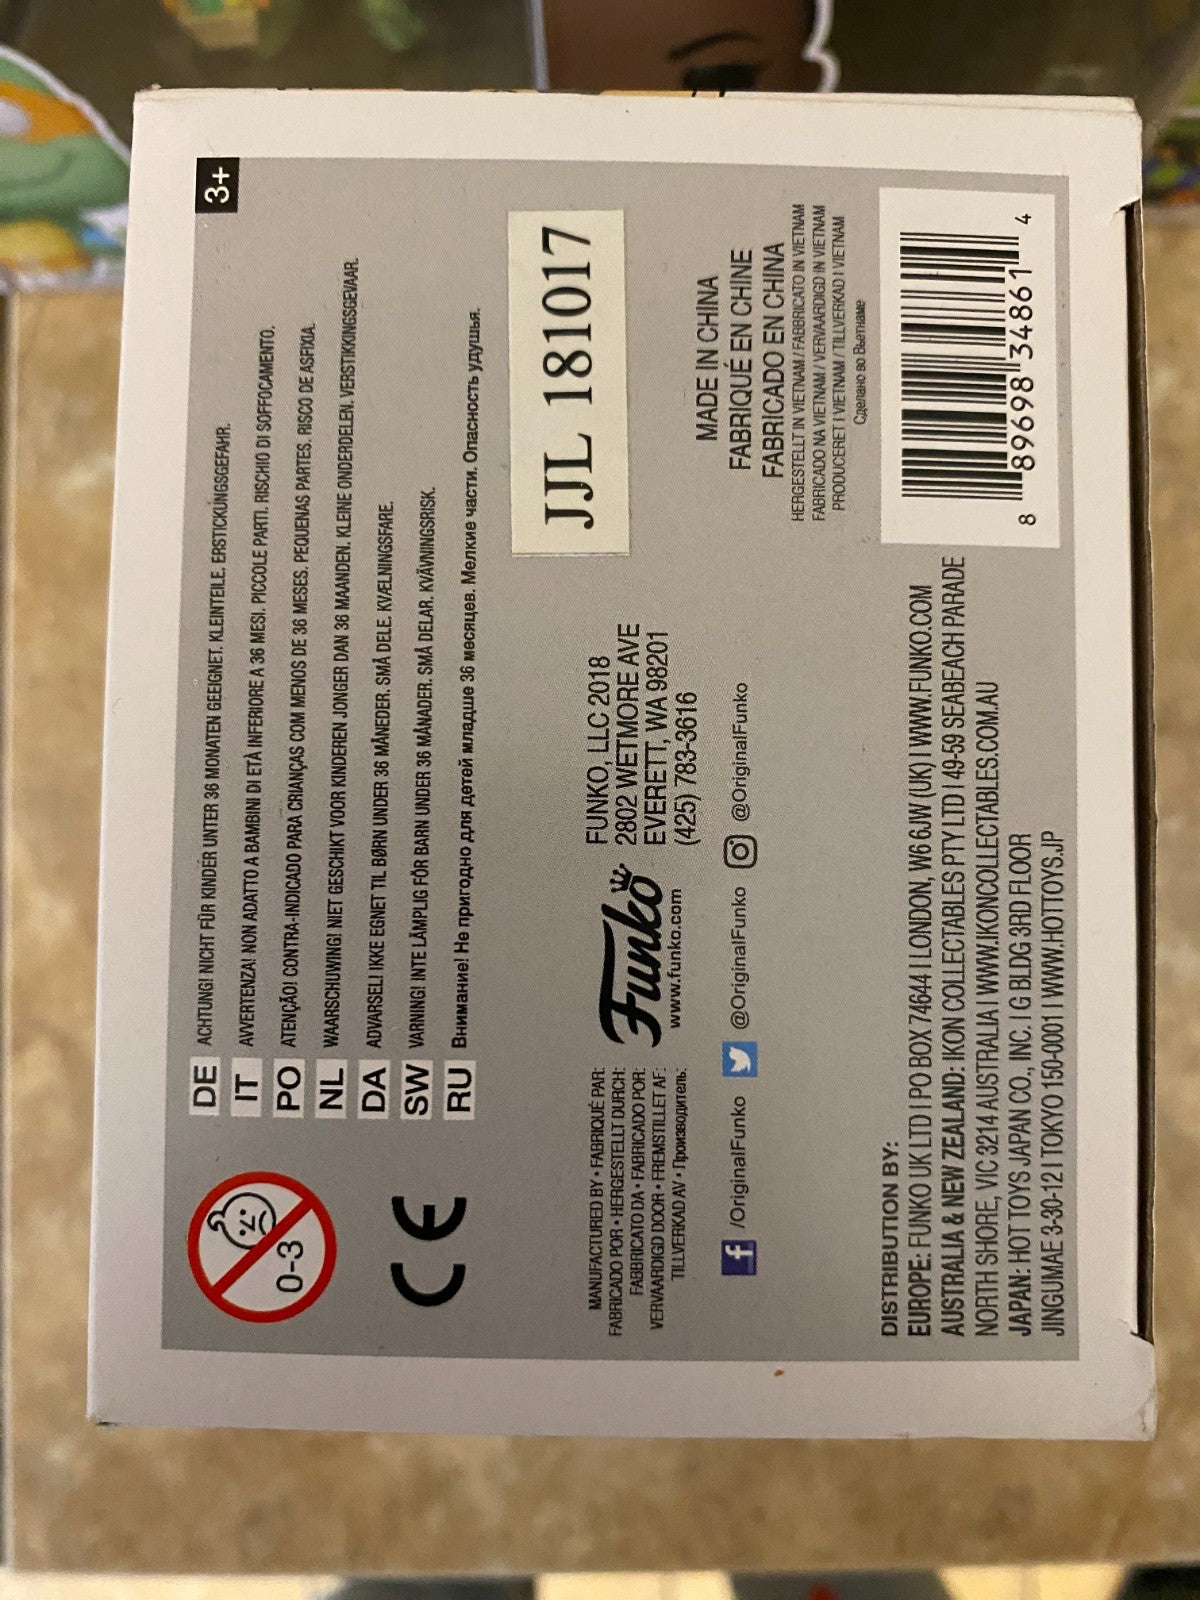 3+
0-3
DE ACHTUNG! NICHT FÜR KINDER UNTER 36 MONATEN GEEIGNET. KLEINTEILE. ERSTICKUNGSGEFAHR.
IT AVVERTENZA! NON ADATTO A BAMBINI DI ETÀ INFERIORE A 36 MESI. PICCOLE PARTI. RISCHIO DI SOFFOCAMENTO.
PO ATENÇÃO! CONTRA-INDICADO PARA CRIANÇAS COM MENOS DE 36 MESES. PEQUENAS PARTES. RISCO DE ASFIXIA.
NL WAARSCHUWING! NIET GESCHIKT VOOR KINDEREN JONGER DAN 36 MAANDEN. KLEINE ONDERDELEN. VERSTIKKINGSGEVAAR.
DA ADVARSEL! IKKE EGNET TIL BØRN UNDER 36 MÅNEDER. SMÅ DELE. KVÆLNINGSFARE.
SW VARNING! INTE LÄMPLIG FÖR BARN UNDER 36 MÅNADER. SMÅ DELAR. KVÄVNINGSRISK.
RU Внимание! Не пригодно для детей младше 36 месяцев. Мелкие части. Опасность удушья.
CE
JJL 181017
MANUFACTURED BY • FABRIQUÉ PAR:
FABRICADO POR • HERGESTELLT DURCH:
FABBRICATO DA • FABRICADO POR:
VERVAARDIGD DOOR • FREMSTILLET AF:
TILLVERKAD AV • Производитель:
Funko
www.funko.com
FUNKO, LLC 2018
2802 WETMORE AVE
EVERETT, WA 98201
(425) 783-3616
/OriginalFunko @OriginalFunko @OriginalFunko
MADE IN CHINA
FABRIQUÉ EN CHINE
FABRICADO EN CHINA
HERGESTELLT IN VIETNAM / FABBRICATO IN VIETNAM
FABRICADO NA VIETNAM / VERVAARDIGD IN VIETNAM
PRODUCERET I VIETNAM / TILLVERKAD I VIETNAM
Сделано во Вьетнаме
DISTRIBUTION BY:
EUROPE: FUNKO UK LTD I PO BOX 74644 I LONDON, W6 6JW (UK) I WWW.FUNKO.COM
AUSTRALIA & NEW ZEALAND: IKON COLLECTABLES PTY LTD I 49-59 SEABEACH PARADE
NORTH SHORE, VIC 3214 AUSTRALIA I WWW.IKONCOLLECTABLES.COM.AU
JAPAN: HOT TOYS JAPAN CO., INC. I G BLDG 3RD FLOOR
JINGUMAE 3-30-12 I TOKYO 150-0001 I WWW.HOTTOYS.JP
8 89698 34861 4